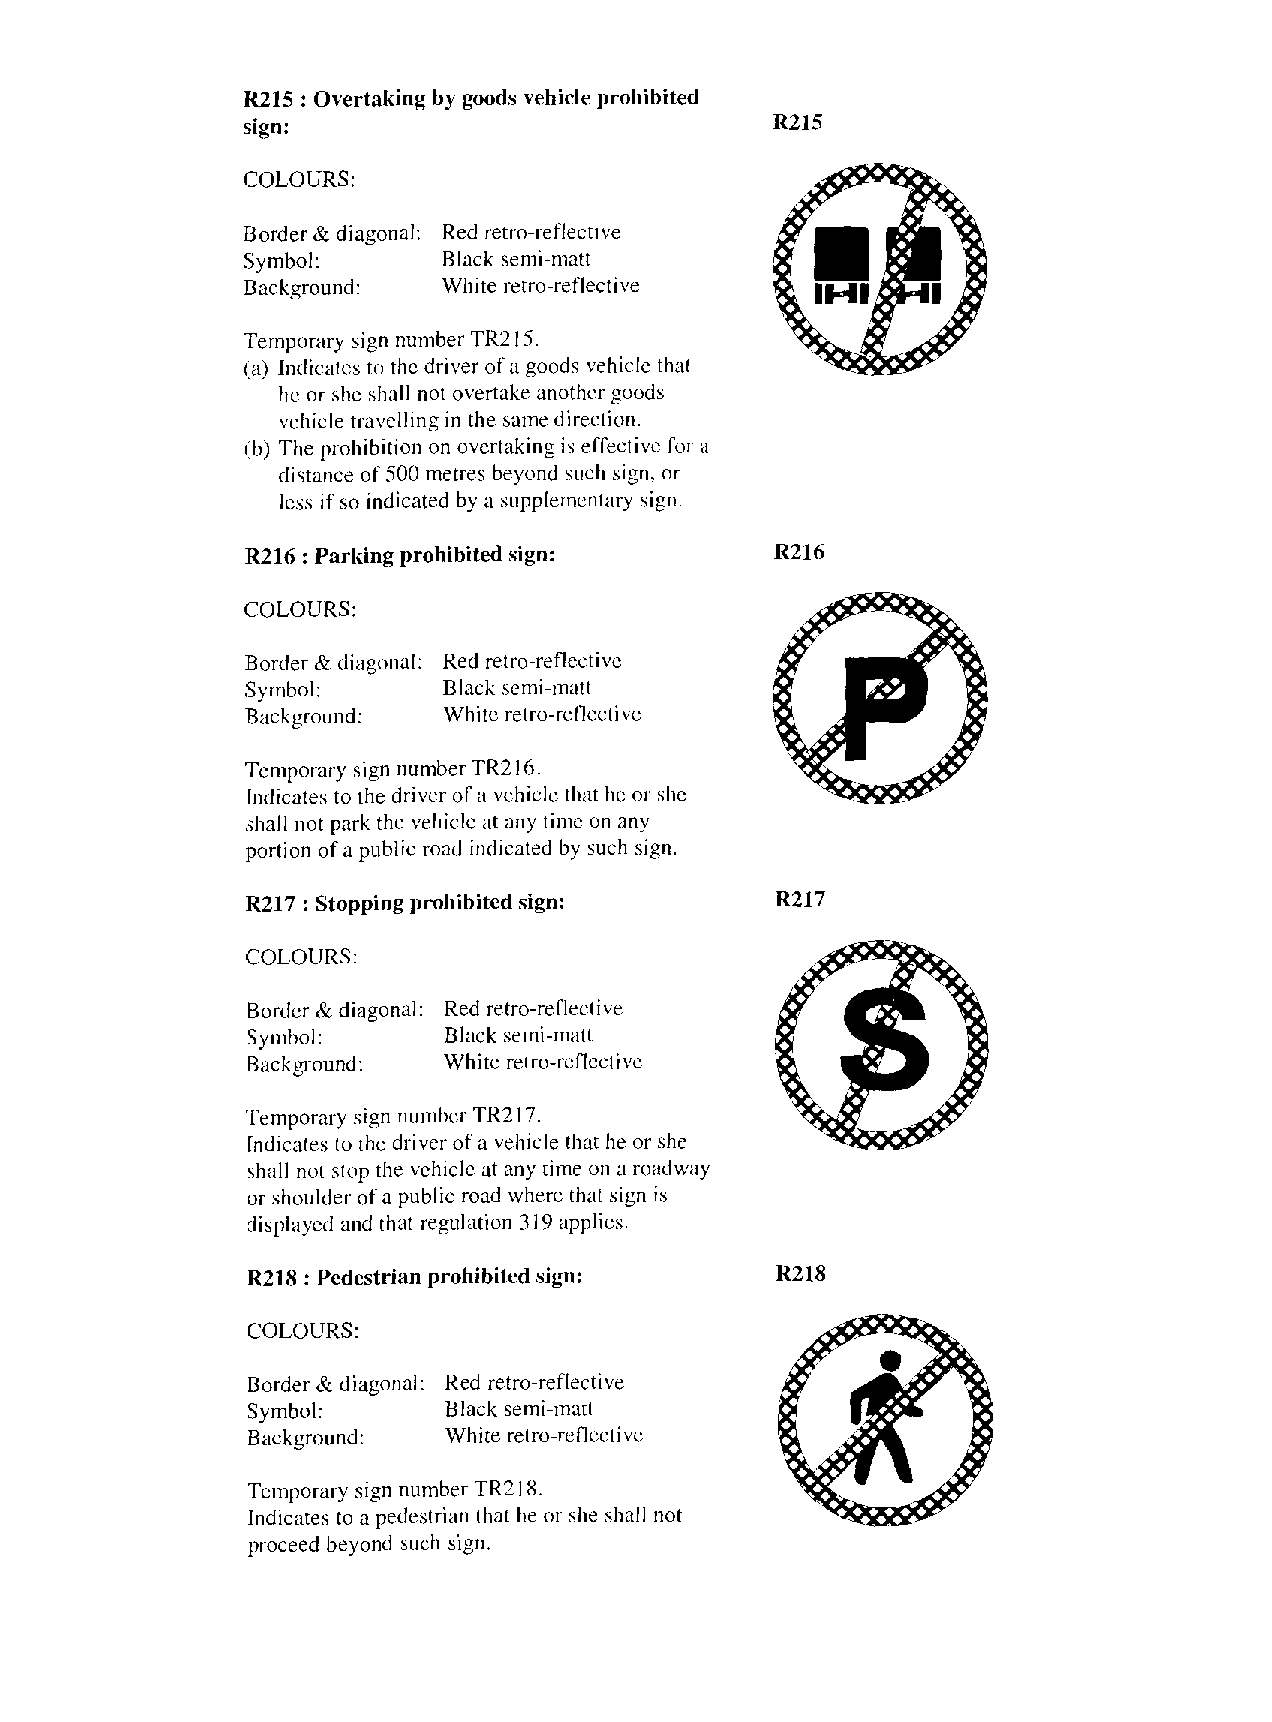 R215 : Overtaking by goods vehicle prohibited
sign:
R215
COLOURS:
Border & diagonal: Red retro-reflective
Symbol: Black semi-matt
Background: White retro-reflective
Temporary sign number TR215.
(a) Indicates to the driver of a goods vehicle that
he or she shall not overtake another goods
vehicle travelling in the same direction.
(b) The prohibition on overtaking is effective for a
distance of 500 metres beyond such sign, or
less if so indicated by a supplementary sign.
R216 : Parking prohibited sign:
R216
COLOURS:
Border & diagonal: Red retro-reflective
Symbol: Black semi-matt
Background: White retro-reflective
P
Temporary sign number TR216.
Indicates to the driver of a vehicle that he or she
shall not park the vehicle at any time on any
portion of a public road indicated by such sign.
R217 : Stopping prohibited sign:
R217
COLOURS:
Border & diagonal: Red retro-reflective
Symbol: Black semi-matt
Background: White retro-reflective
S
Temporary sign number TR217.
Indicates to the driver of a vehicle that he or she
shall not stop the vehicle at any time on a roadway
or shoulder of a public road where that sign is
displayed and that regulation 319 applies.
R218 : Pedestrian prohibited sign:
R218
COLOURS:
Border & diagonal: Red retro-reflective
Symbol: Black semi-matt
Background: White retro-reflective
Temporary sign number TR218.
Indicates to a pedestrian that he or she shall not
proceed beyond such sign.